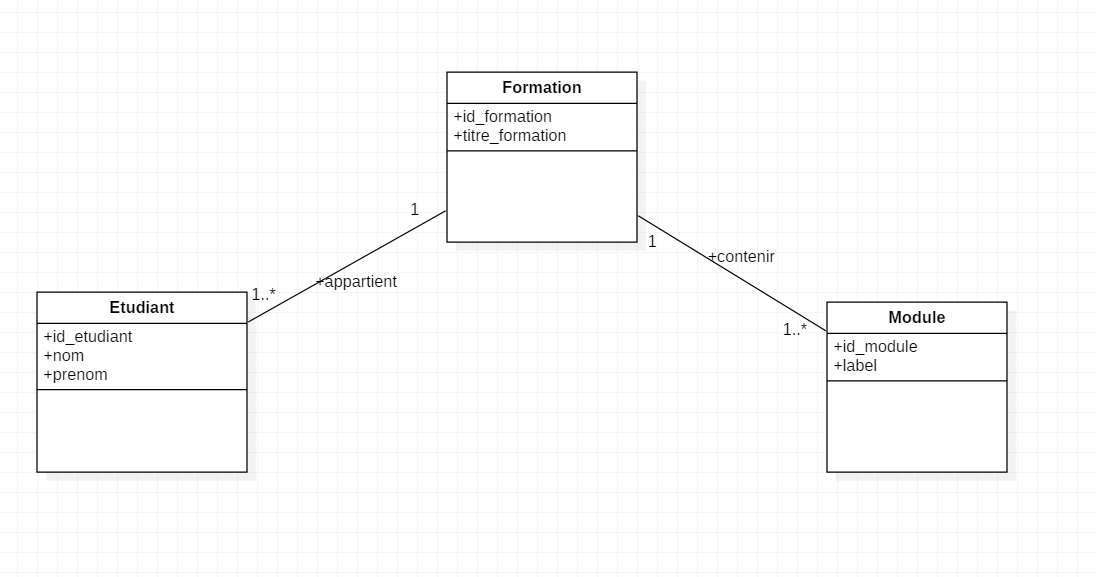 Formation
+id_formation
+titre_formation
1
1
+contenir
+appartient
1..*
1..*
Etudiant
+id_etudiant
+nom
+prenom
Module
+id_module
+label